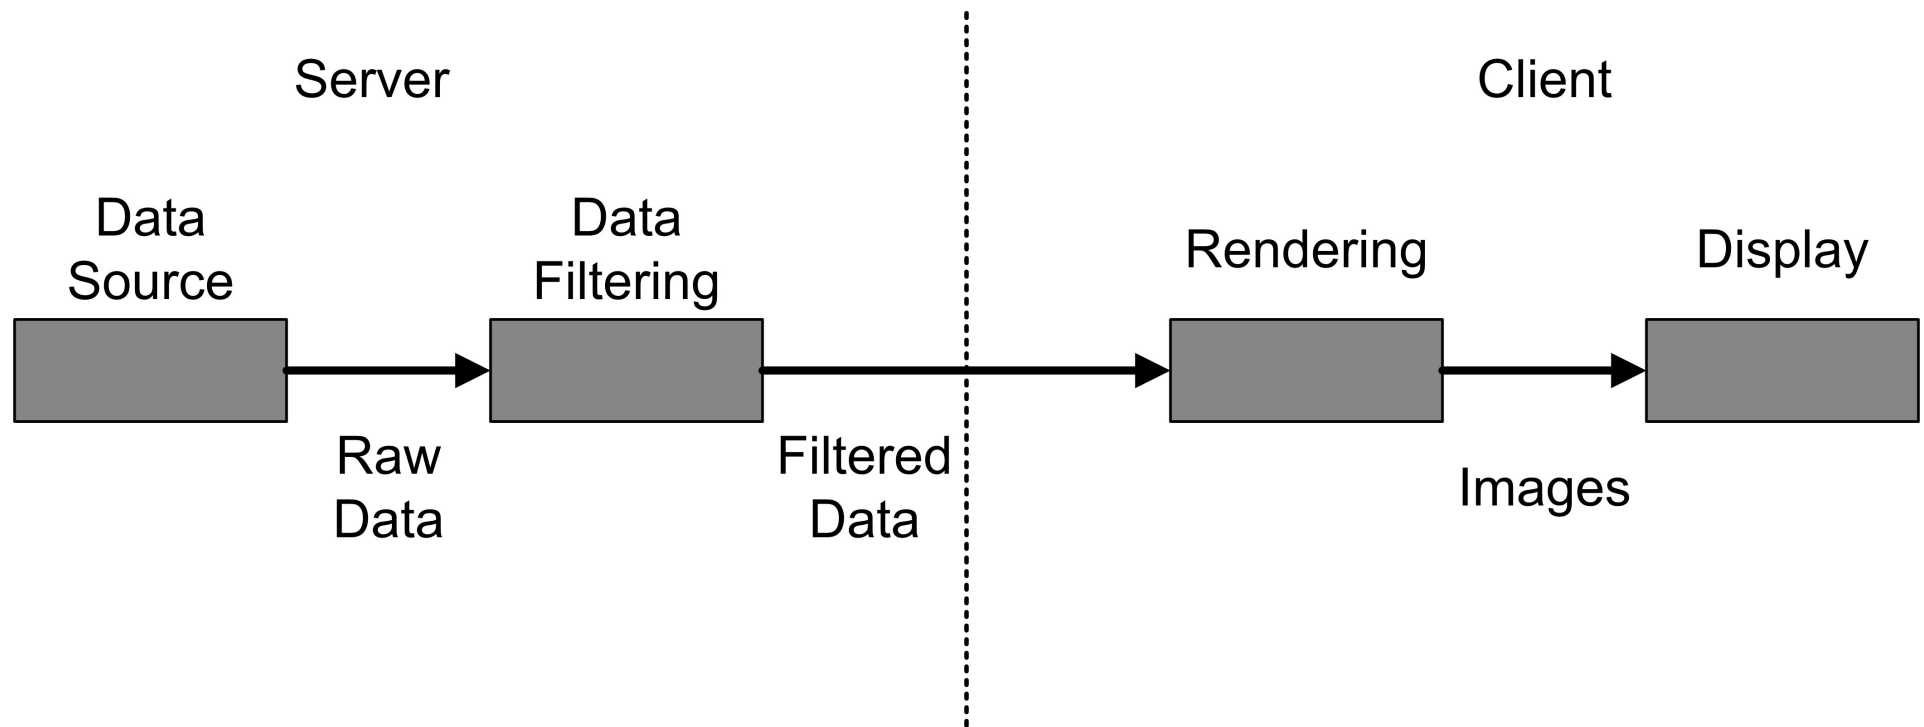 Server
Client
Data
Source
Data
Filtering
Rendering
Display
Raw
Data
Filtered
Data
Images